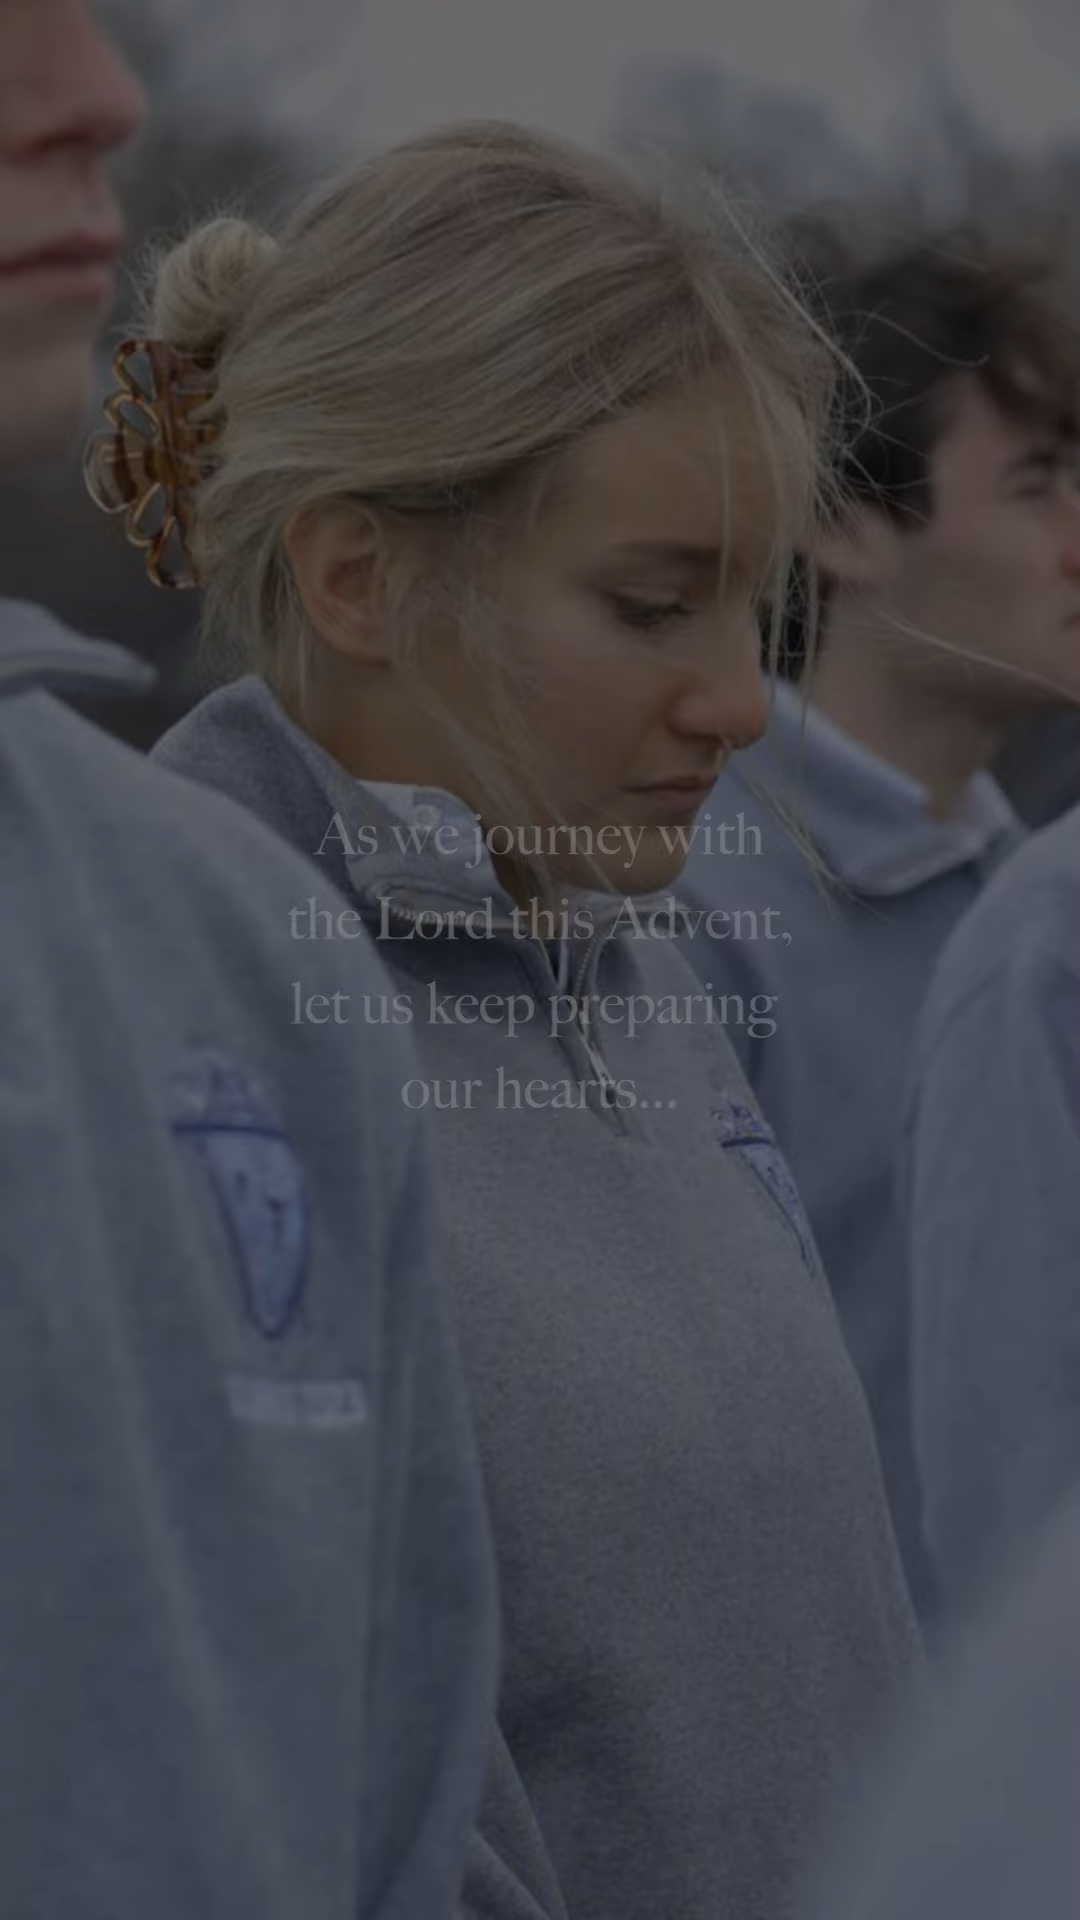 As we journey with
the Lord this Advent,
let us keep preparing
our hearts...